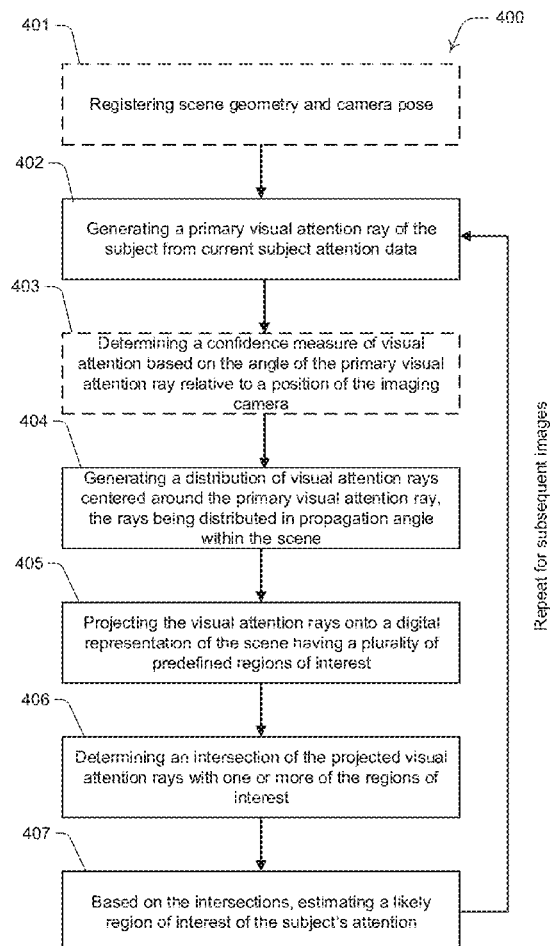 401
400
Registering scene geometry and camera pose
402
Generating a primary visual attention ray of the
subject from current subject attention data
403
Determining a confidence measure of visual
attention based on the angle of the primary visual
attention ray relative to a position of the imaging
camera
404
Generating a distribution of visual attention rays
centered around the primary visual attention ray,
the rays being distributed in propagation angle
within the scene
405
Projecting the visual attention rays onto a digital
representation of the scene having a plurality of
predefined regions of interest
406
Determining an intersection of the projected visual
attention rays with one or more of the regions of
interest
407
Based on the intersections, estimating a likely
region of interest of the subject's attention
Repeat for subsequent images